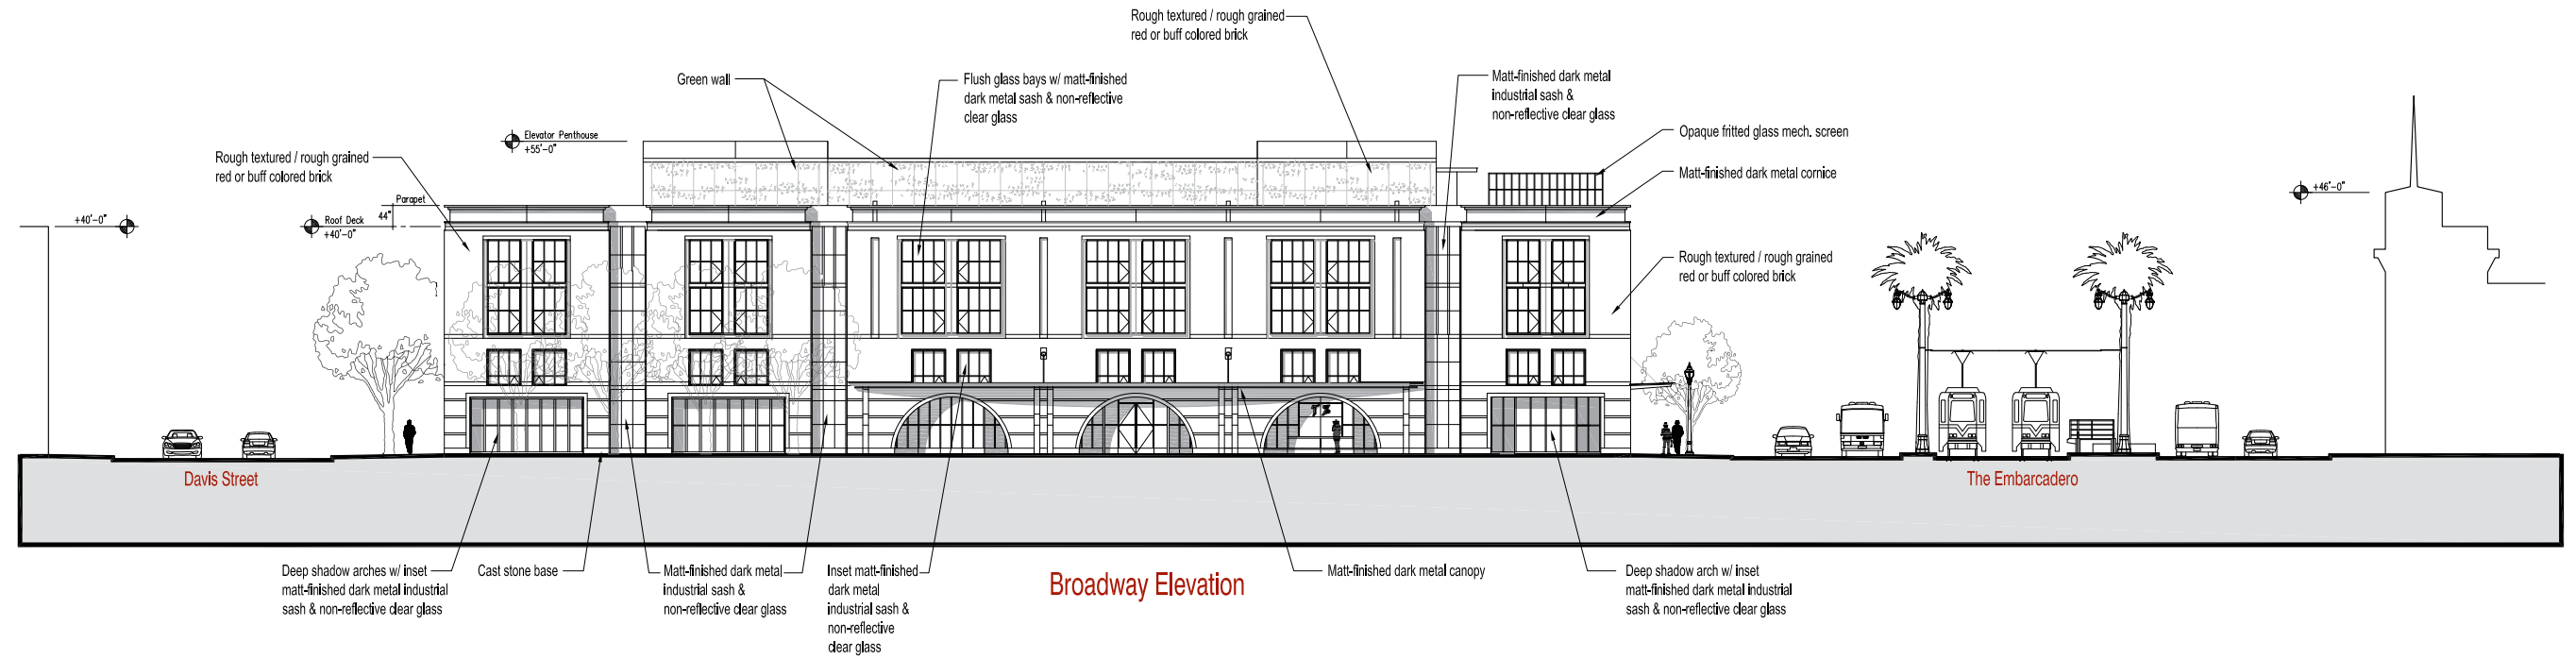 Rough textured / rough grained
red or buff colored brick
Green wall
Flush glass bays w/ matt-finished
dark metal sash & non-reflective
clear glass
Matt-finished dark metal
industrial sash &
non-reflective clear glass
Elevator Penthouse
+55'-0"
Opaque fritted glass mech. screen
Rough textured / rough grained
red or buff colored brick
Matt-finished dark metal cornice
+46'-0"
Parapet
44"
+40'-0"
Roof Deck
+40'-0"
Rough textured / rough grained
red or buff colored brick
T3
Davis Street
The Embarcadero
Deep shadow arches w/ inset
matt-finished dark metal industrial
sash & non-reflective clear glass
Cast stone base
Matt-finished dark metal
industrial sash &
non-reflective clear glass
Inset matt-finished
dark metal
industrial sash &
non-reflective
clear glass
Broadway Elevation
Matt-finished dark metal canopy
Deep shadow arch w/ inset
matt-finished dark metal industrial
sash & non-reflective clear glass